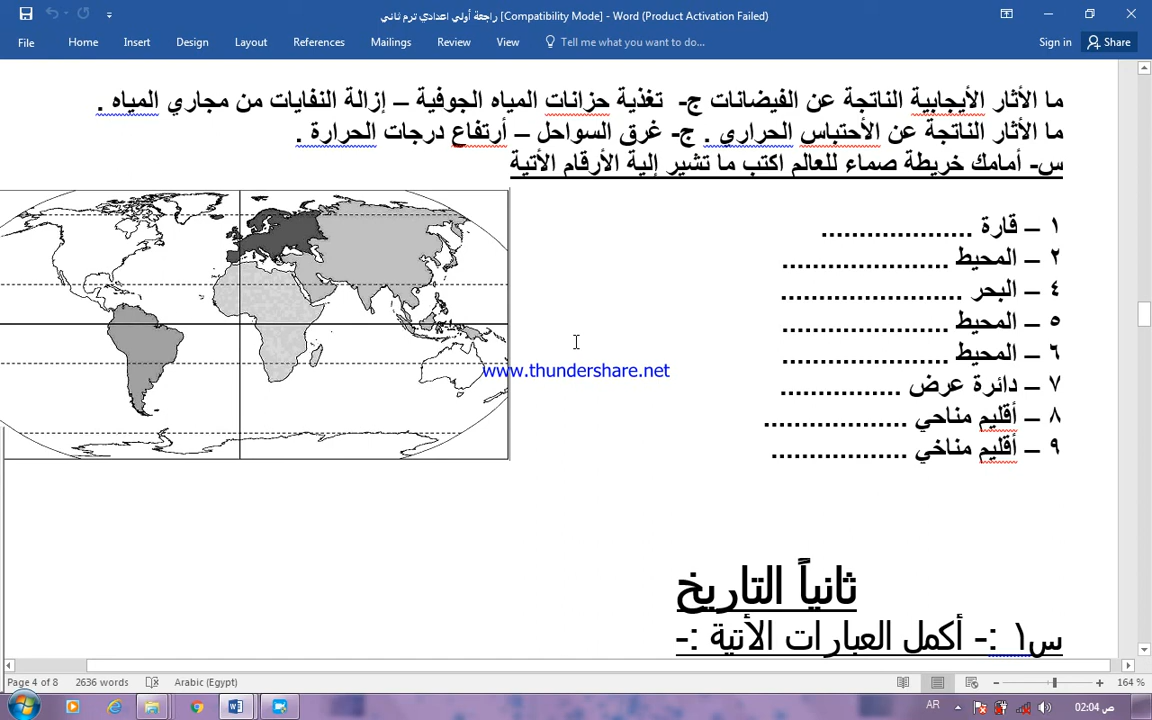 راجعة أولي اعدادي ترم ثاني [Compatibility Mode] - Word (Product Activation Failed)
File Home Insert Design Layout References Mailings Review View Tell me what you want to do... Sign in Share
ما الأثار الأيجابية الناتجة عن الفيضانات ج- تغذية حزانات المياه الجوفية – إزالة النفايات من مجاري المياه .
ما الأثار الناتجة عن الأحتباس الحراري . ج- غرق السواحل – أرتفاع درجات الحرارة .
س- أمامك خريطة صماء للعالم اكتب ما تشير إلية الأرقام الأتية
١ – قارة ....................
٢ – المحيط ......................
٤ – البحر ........................
٥ – المحيط ......................
٦ – المحيط ......................
www.thundershare.net
٧ – دائرة عرض ................
٨ – أقليم مناحي ...................
٩ – أقليم مناخي ..................
ثانياً التاريخ
س١ :- أكمل العبارات الأتية :-
Page 4 of 8 2636 words Arabic (Egypt) 164 %
AR 02:04 ص